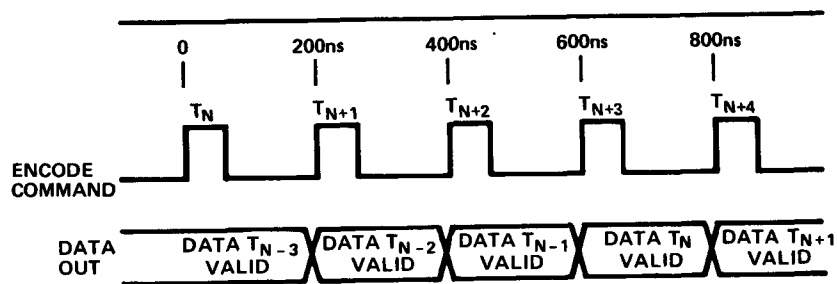 0 200ns 400ns 600ns 800ns
TN TN+1 TN+2 TN+3 TN+4
ENCODE
COMMAND
DATA
OUT
DATA TN-3
VALID
DATA TN-2
VALID
DATA TN-1
VALID
DATA TN
VALID
DATA TN+1
VALID